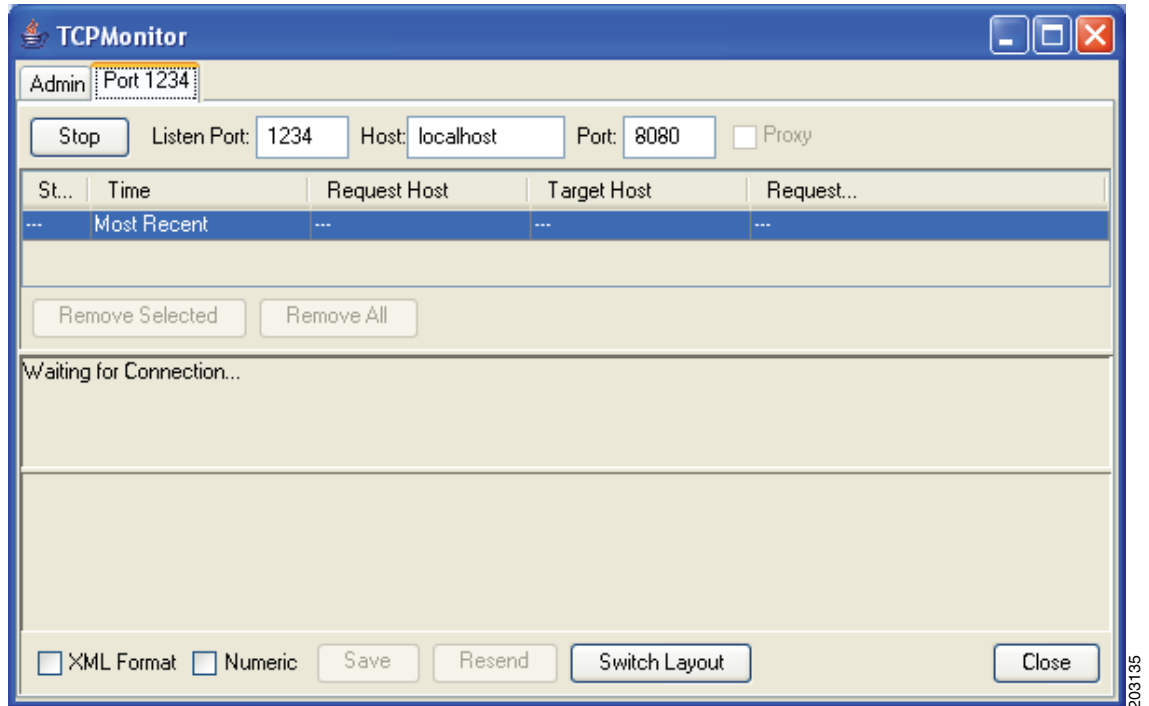 TCPMonitor
Admin Port 1234
Stop Listen Port: 1234 Host: localhost Port: 8080 Proxy
St... Time Request Host Target Host Request...
--- Most Recent --- --- ---
Remove Selected Remove All
Waiting for Connection...
XML Format Numeric Save Resend Switch Layout Close
203135